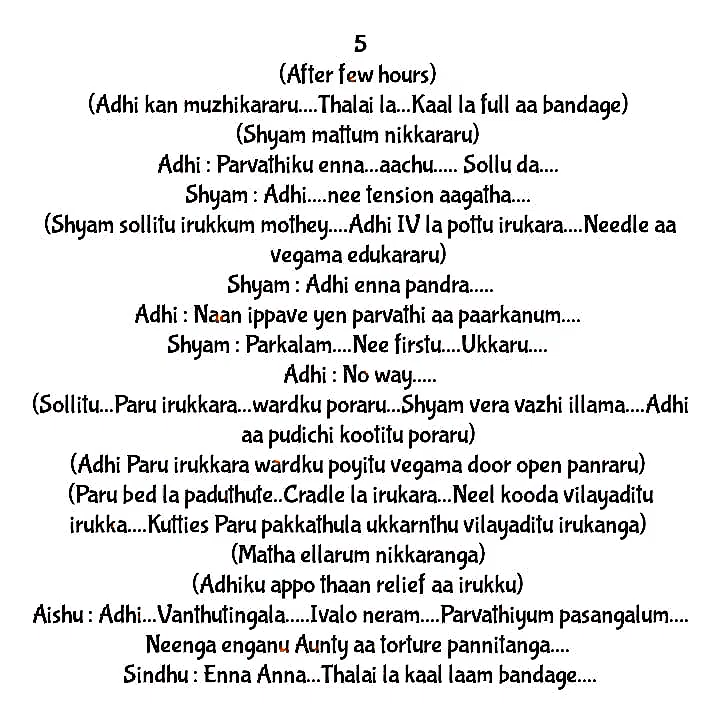 5
(After few hours)
(Adhi kan muzhikararu....Thalai la...Kaal la full aa bandage)
(Shyam mattum nikkararu)
Adhi : Parvathiku enna...aachu..... Sollu da....
Shyam : Adhi....nee tension aagatha....
(Shyam sollitu irukkum mothey....Adhi IV la pottu irukara....Needle aa
vegama edukararu)
Shyam : Adhi enna pandra.....
Adhi : Naan ippave yen parvathi aa paarkanum....
Shyam : Parkalam....Nee firstu....Ukkaru....
Adhi : No way.....
(Sollitu...Paru irukkara...wardku poraru...Shyam vera vazhi illama....Adhi
aa pudichi kootitu poraru)
(Adhi Paru irukkara wardku poyitu vegama door open panraru)
(Paru bed la paduthute..Cradle la irukara...Neel kooda vilayaditu
irukka....Kutties Paru pakkathula ukkarnthu vilayaditu irukanga)
(Matha ellarum nikkaranga)
(Adhiku appo thaan relief aa irukku)
Aishu : Adhi...Vanthutingala.....Ivalo neram....Parvathiyum pasangalum....
Neenga enganu Aunty aa torture pannitanga....
Sindhu : Enna Anna...Thalai la kaal laam bandage....